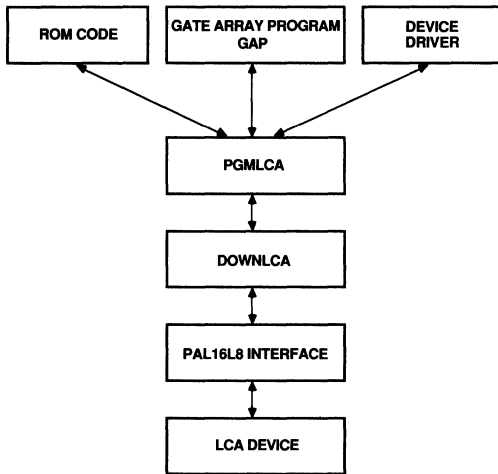 ROM CODE
GATE ARRAY PROGRAM
GAP
DEVICE
DRIVER
PGMLCA
DOWNLCA
PAL16L8 INTERFACE
LCA DEVICE